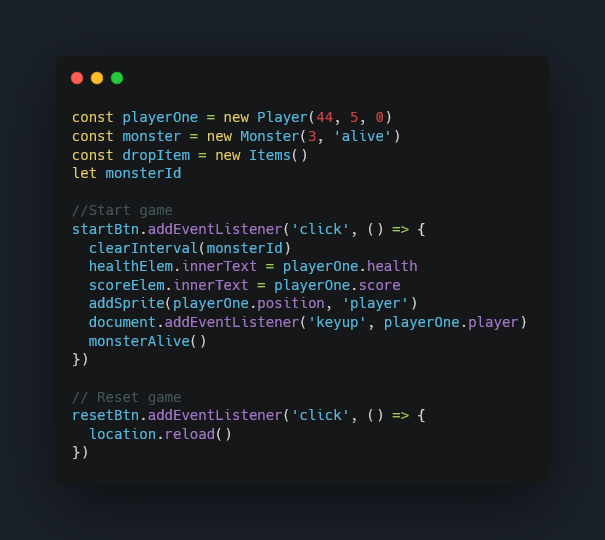 const playerOne = new Player(44, 5, 0)
const monster = new Monster(3, 'alive')
const dropItem = new Items()
let monsterId

//Start game
startBtn.addEventListener('click', () => {
  clearInterval(monsterId)
  healthElem.innerText = playerOne.health
  scoreElem.innerText = playerOne.score
  addSprite(playerOne.position, 'player')
  document.addEventListener('keyup', playerOne.player)
  monsterAlive()
})

// Reset game
resetBtn.addEventListener('click', () => {
  location.reload()
})